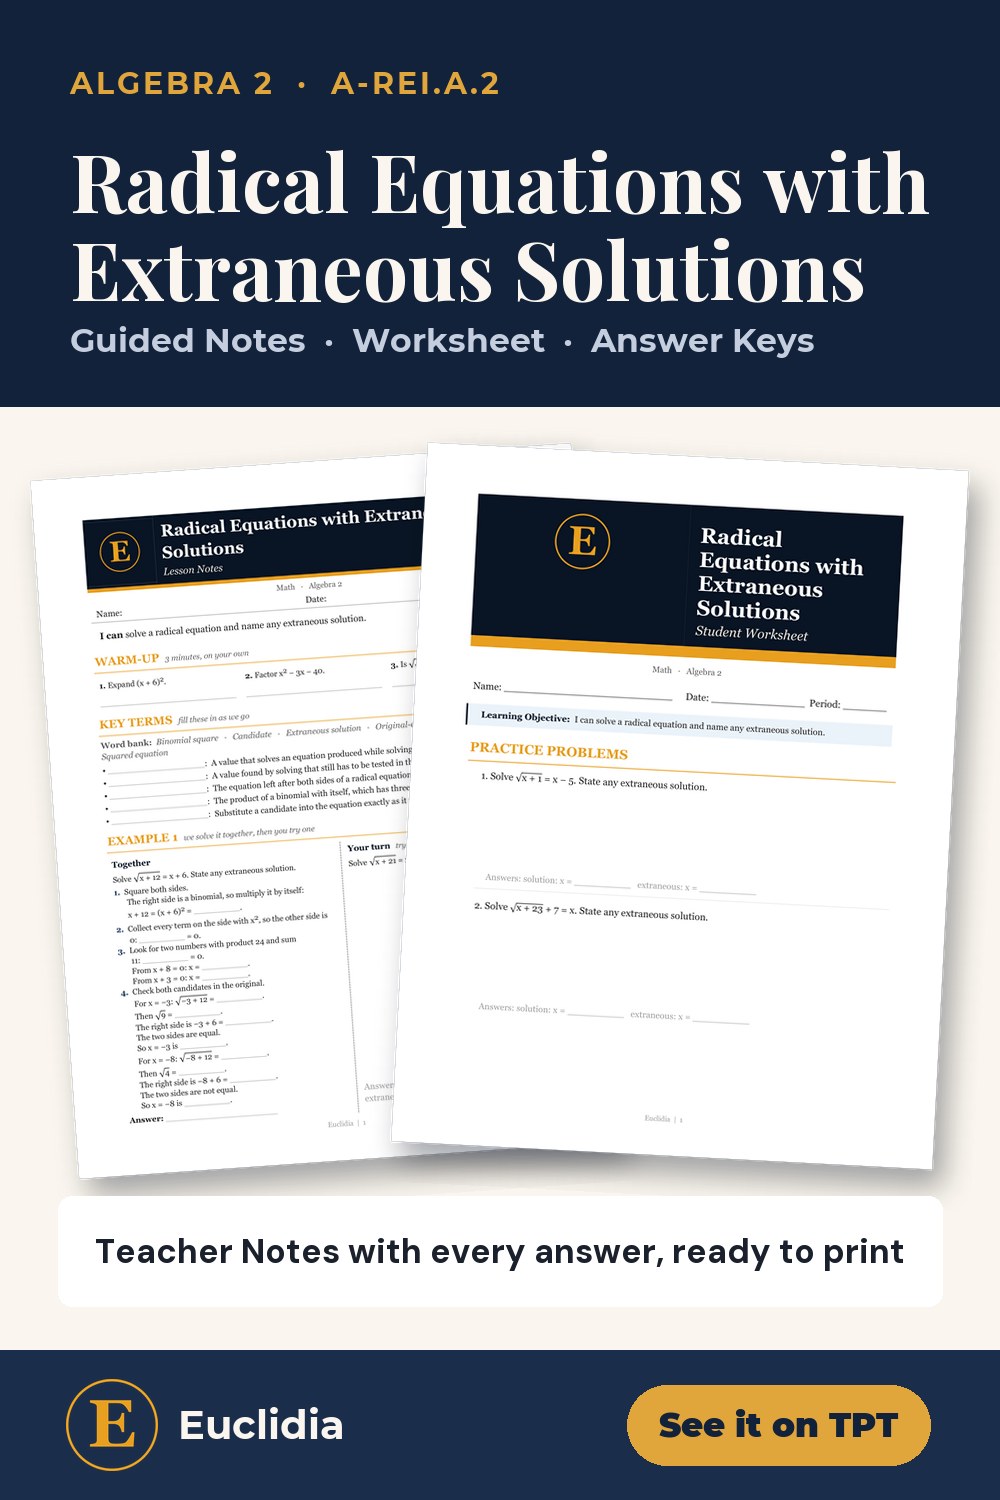 ALGEBRA 2 · A-REI.A.2
Radical Equations with
Extraneous Solutions
Guided Notes · Worksheet · Answer Keys
E
Radical Equations with Extran
Solutions
Lesson Notes
Math · Algebra 2
Name:
Date:
I can solve a radical equation and name any extraneous solution.
WARM-UP 3 minutes, on your own
1. Expand (x + 6)².
2. Factor x² − 3x − 40.
3. Is √
KEY TERMS fill these in as we go
Word bank: Binomial square · Candidate · Extraneous solution · Original-
Squared equation
• : A value that solves an equation produced while solving
• : A value found by solving that still has to be tested in th
• : The equation left after both sides of a radical equation
• : The product of a binomial with itself, which has three
• : Substitute a candidate into the equation exactly as it
EXAMPLE 1 we solve it together, then you try one
Together
Solve √x + 12 = x + 6. State any extraneous solution.
1. Square both sides.
The right side is a binomial, so multiply it by itself:
x + 12 = (x + 6)² = .
2. Collect every term on the side with x², so the other side is
0: = 0.
3. Look for two numbers with product 24 and sum
11: = 0.
From x + 8 = 0: x = .
From x + 3 = 0: x = .
4. Check both candidates in the original.
For x = −3: √−3 + 12 = .
Then √9 = .
The right side is −3 + 6 = .
The two sides are equal.
So x = −3 is .
For x = −8: √−8 + 12 = .
Then √4 = .
The right side is −8 + 6 = .
The two sides are not equal.
So x = −8 is .
Answer:
Your turn try
Solve √x + 21 =
Answer
extrane
Euclidia | 1
E
Radical
Equations with
Extraneous
Solutions
Student Worksheet
Math · Algebra 2
Name: Date: Period:
Learning Objective: I can solve a radical equation and name any extraneous solution.
PRACTICE PROBLEMS
1. Solve √x + 1 = x − 5. State any extraneous solution.
Answers: solution: x = extraneous: x =
2. Solve √x + 23 + 7 = x. State any extraneous solution.
Answers: solution: x = extraneous: x =
Euclidia | 1
Teacher Notes with every answer, ready to print
E
Euclidia
See it on TPT